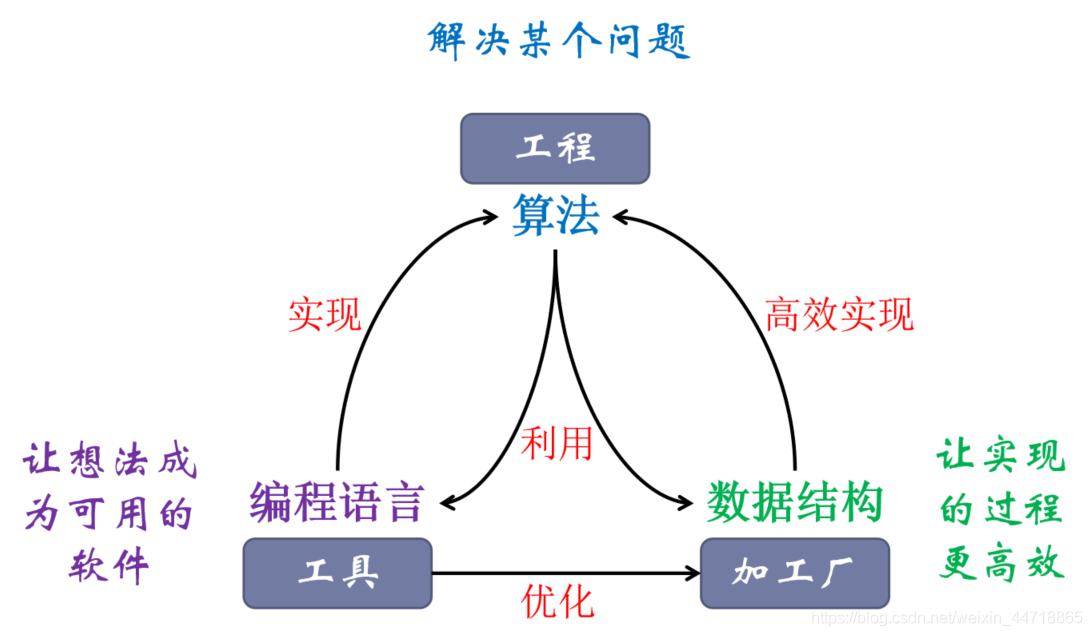 解决某个问题
工程
算法
实现
高效实现
利用
让想法成
为可用的
软件
编程语言
数据结构
让实现
的过程
更高效
工具
加工厂
优化
https://blog.csdn.net/weixin_44718865